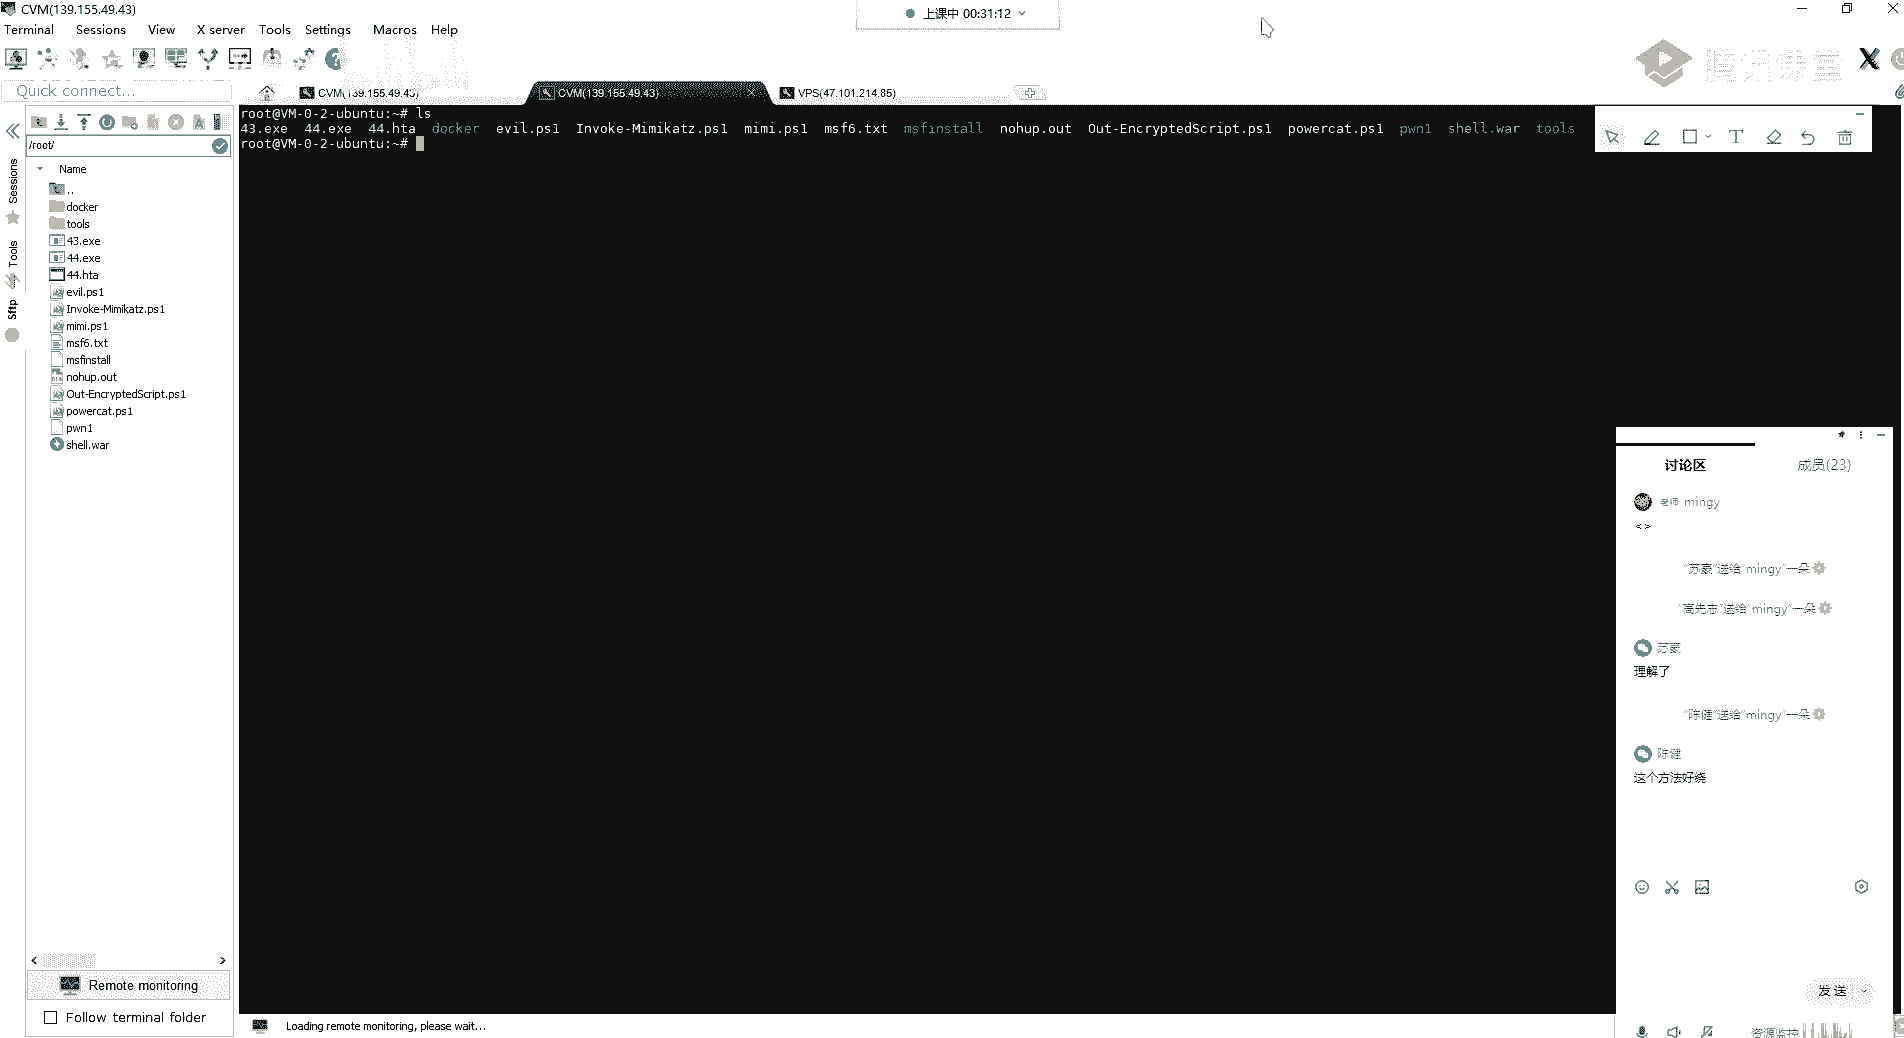 CVM(139.155.49.43)
上课中 00:31:12
Terminal Sessions View X server Tools Settings Macros Help
腾讯课堂
Quick connect...
CVM(139.155.49.43)
CVM(139.155.49.43)
VPS(47.101.214.85)
/root/
Name
..
docker
tools
43.exe
44.exe
44.hta
evil.ps1
Invoke-Mimikatz.ps1
mimi.ps1
msf6.txt
msfinstall
nohup.out
Out-EncryptedScript.ps1
powercat.ps1
pwn1
shell.war
Sessions
Tools
Sftp
Remote monitoring
Follow terminal folder
root@VM-0-2-ubuntu:~# ls
43.exe 44.exe 44.hta docker evil.ps1 Invoke-Mimikatz.ps1 mimi.ps1 msf6.txt msfinstall nohup.out Out-EncryptedScript.ps1 powercat.ps1 pwn1 shell.war tools
root@VM-0-2-ubuntu:~#
Loading remote monitoring, please wait...
T
讨论区 成员(23)
老师 mingy
<>
"苏豪"送给"mingy"一朵
"高先志"送给"mingy"一朵
苏豪
理解了
"陈健"送给"mingy"一朵
陈健
这个方法好绕
发送
资源监控